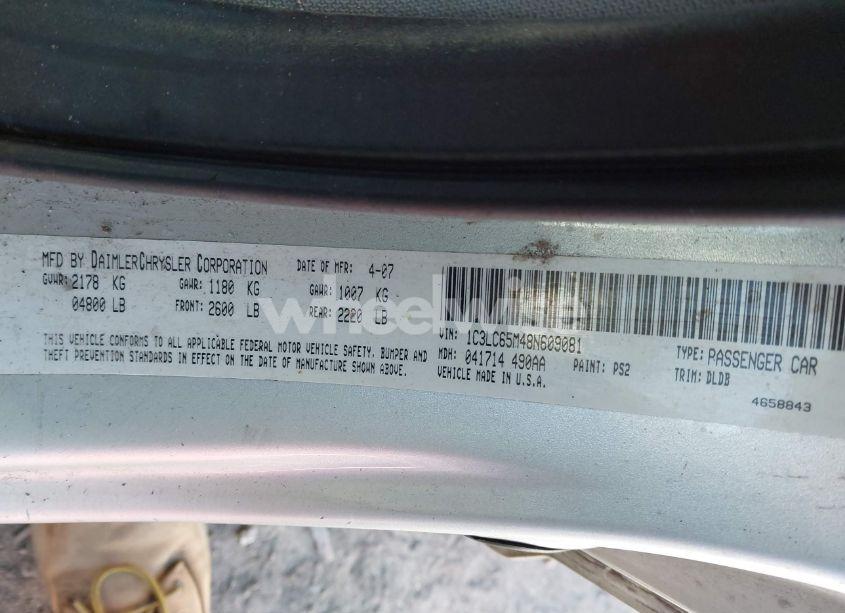 MFD BY DAIMLERCHRYSLER CORPORATION DATE OF MFR: 4-07
GVWR: 2178 KG GAWR: 1180 KG GAWR: 1007 KG
04800 LB FRONT: 2600 LB REAR: 2220 LB
THIS VEHICLE CONFORMS TO ALL APPLICABLE FEDERAL MOTOR VEHICLE SAFETY, BUMPER AND
THEFT PREVENTION STANDARDS IN EFFECT ON THE DATE OF MANUFACTURE SHOWN ABOVE.
VIN: 1C3LC65M48N609081 TYPE: PASSENGER CAR
MDH: 041714 490AA PAINT: PS2 TRIM: DLDB
VEHICLE MADE IN U.S.A. 4658843
wheelwise